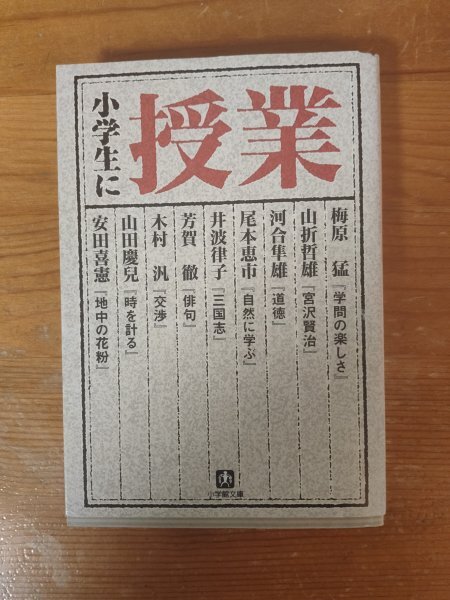 小学生に
授業
梅原 猛『学問の楽しさ』
山折哲雄『宮沢賢治』
河合隼雄『道徳』
尾本惠市『自然に学ぶ』
井波律子『三国志』
芳賀 徹『俳句』
木村 汎『交渉』
山田慶兒『時を計る』
安田喜憲『地中の花粉』
小学館文庫